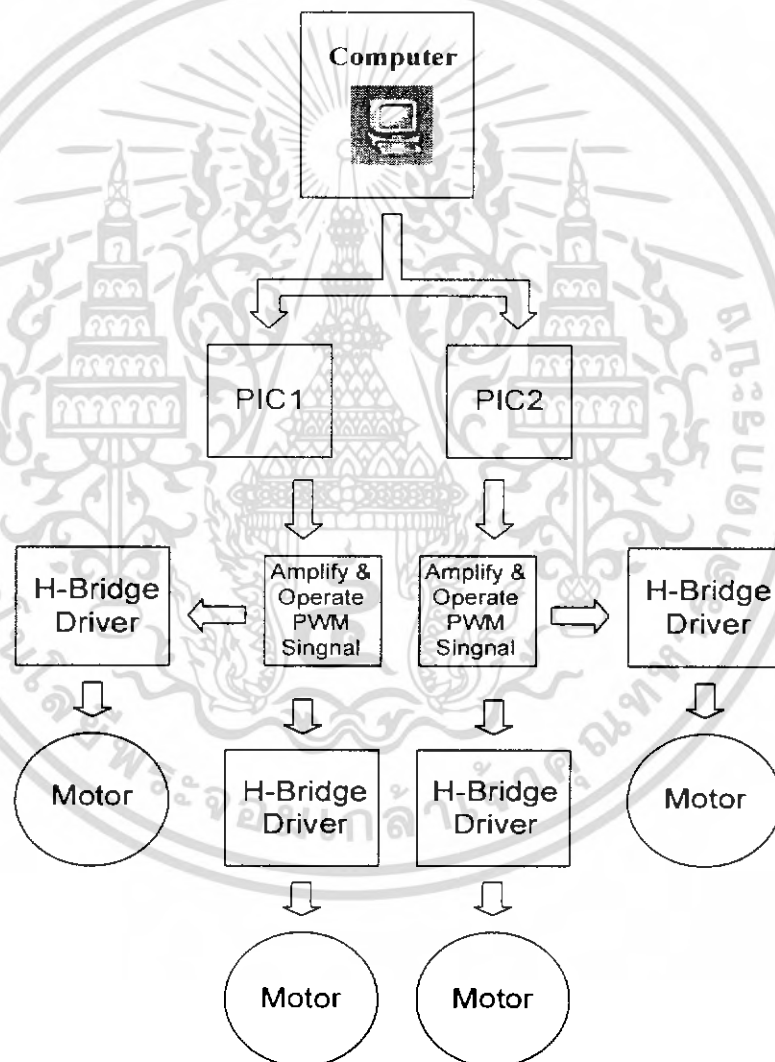 Computer
PIC1
PIC2
H-Bridge
Driver
Amplify &
Operate
PWM
Singnal
Amplify &
Operate
PWM
Singnal
H-Bridge
Driver
Motor
H-Bridge
Driver
H-Bridge
Driver
Motor
Motor
Motor